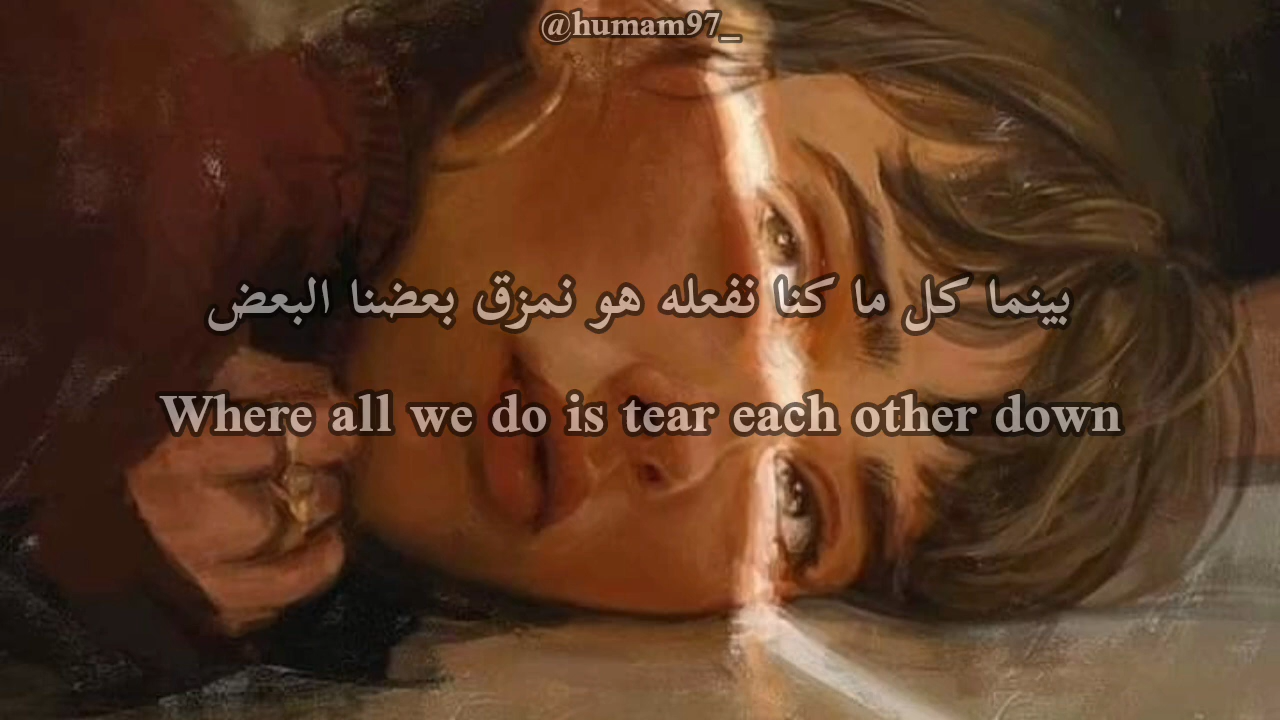 @humam97_
بينما كل ما كنا نفعله هو نمزق بعضنا البعض
Where all we do is tear each other down